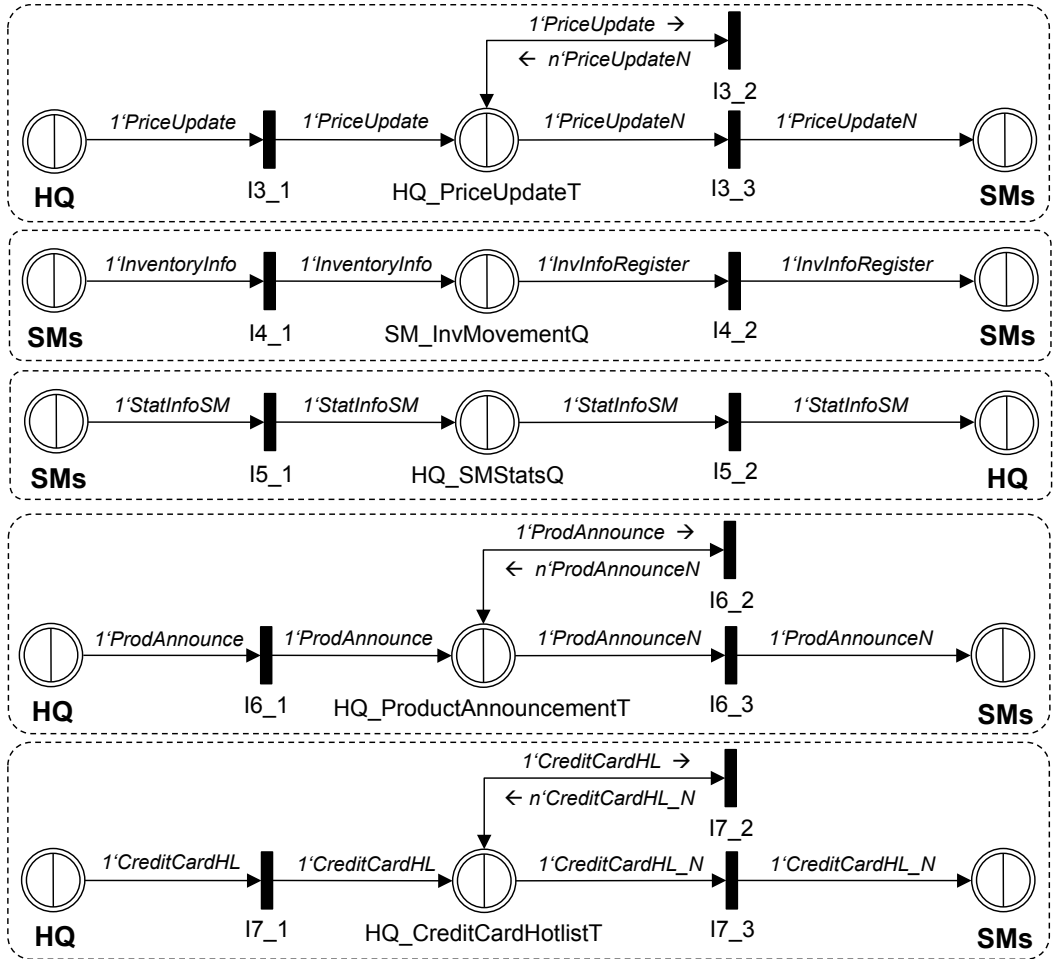 1‘PriceUpdate →
← n‘PriceUpdateN
I3_2
1‘PriceUpdate 1‘PriceUpdate 1‘PriceUpdateN 1‘PriceUpdateN
HQ I3_1 HQ_PriceUpdateT I3_3 SMs
1‘InventoryInfo 1‘InventoryInfo 1‘InvInfoRegister 1‘InvInfoRegister
SMs I4_1 SM_InvMovementQ I4_2 SMs
1‘StatInfoSM 1‘StatInfoSM 1‘StatInfoSM 1‘StatInfoSM
SMs I5_1 HQ_SMStatsQ I5_2 HQ
1‘ProdAnnounce →
← n‘ProdAnnounceN
I6_2
1‘ProdAnnounce 1‘ProdAnnounce 1‘ProdAnnounceN 1‘ProdAnnounceN
HQ I6_1 HQ_ProductAnnouncementT I6_3 SMs
1‘CreditCardHL →
← n‘CreditCardHL_N
I7_2
1‘CreditCardHL 1‘CreditCardHL 1‘CreditCardHL_N 1‘CreditCardHL_N
HQ I7_1 HQ_CreditCardHotlistT I7_3 SMs